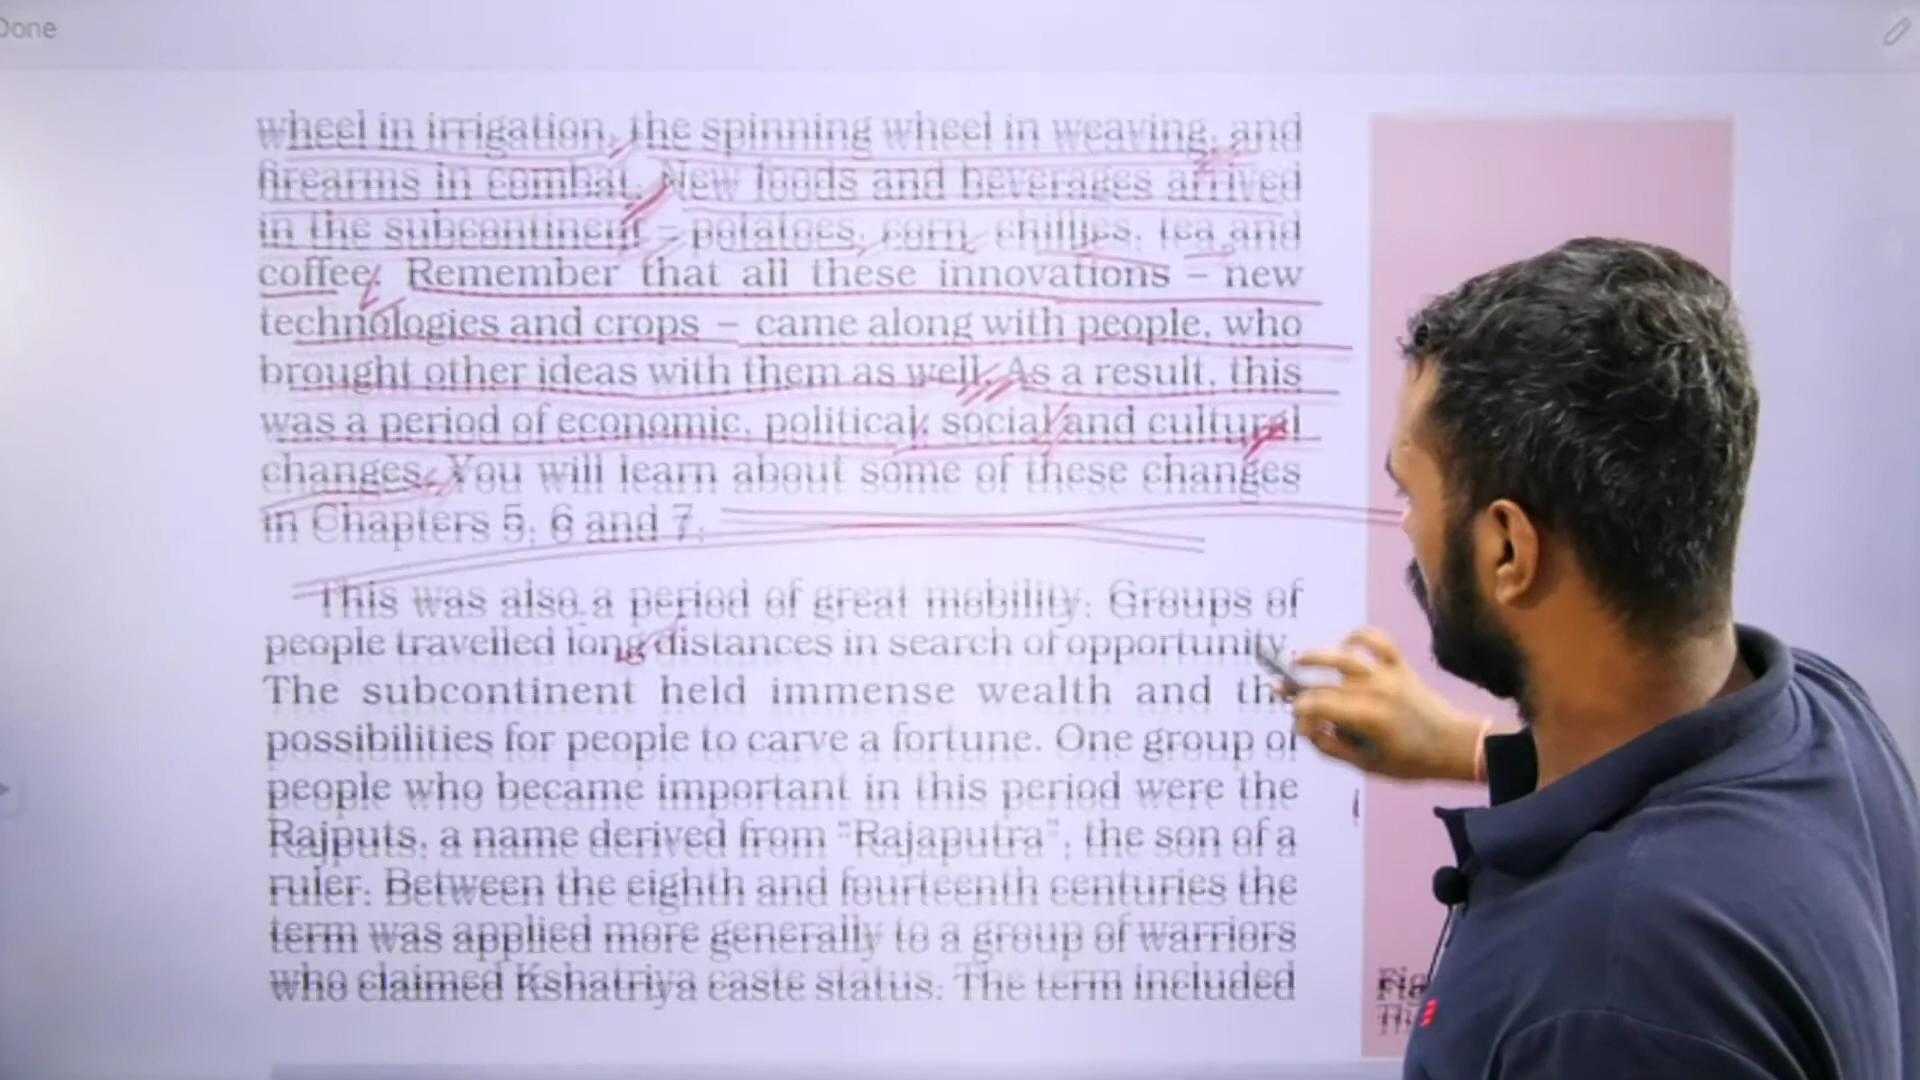 Done
wheel in irrigation, the spinning wheel in weaving, and
firearms in combat. New foods and beverages arrived
in the subcontinent – potatoes, corn, chillies, tea and
coffee. Remember that all these innovations – new
technologies and crops – came along with people, who
brought other ideas with them as well. As a result, this
was a period of economic, political, social and cultural
changes. You will learn about some of these changes
in Chapters 5, 6 and 7.
This was also a period of great mobility. Groups of
people travelled long distances in search of opportunity.
The subcontinent held immense wealth and the
possibilities for people to carve a fortune. One group of
people who became important in this period were the
Rajputs, a name derived from "Rajaputra", the son of a
ruler. Between the eighth and fourteenth centuries the
term was applied more generally to a group of warriors
who claimed Kshatriya caste status. The term included